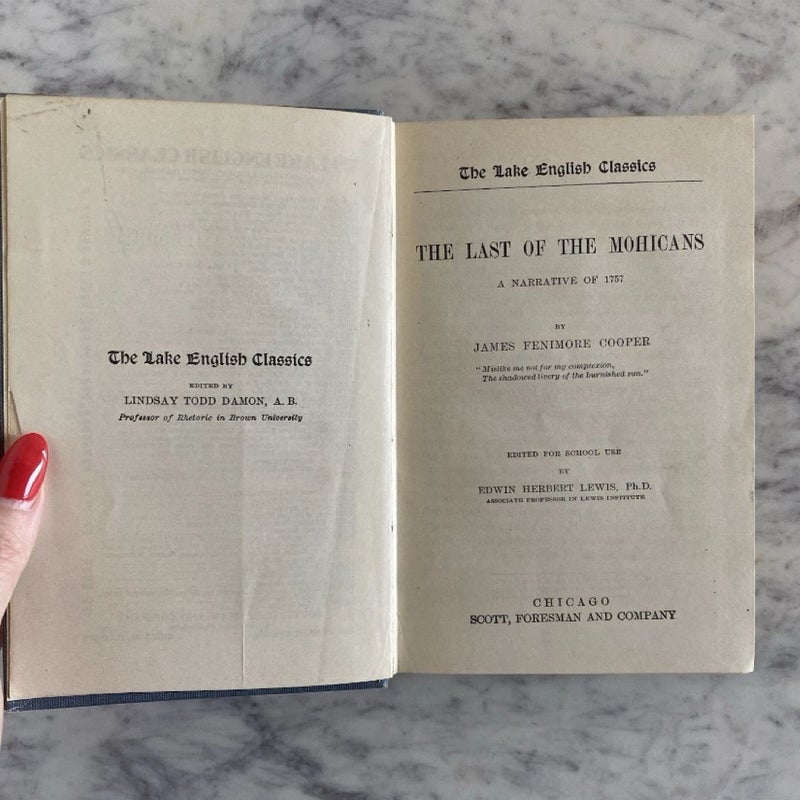 The Lake English Classics
EDITED BY
LINDSAY TODD DAMON, A. B.
Professor of Rhetoric in Brown University
The Lake English Classics
THE LAST OF THE MOHICANS
A NARRATIVE OF 1757
BY
JAMES FENIMORE COOPER
"Mislike me not for my complexion,
The shadowed livery of the burnished sun."
EDITED FOR SCHOOL USE
BY
EDWIN HERBERT LEWIS, Ph.D.
ASSOCIATE PROFESSOR IN LEWIS INSTITUTE
CHICAGO
SCOTT, FORESMAN AND COMPANY